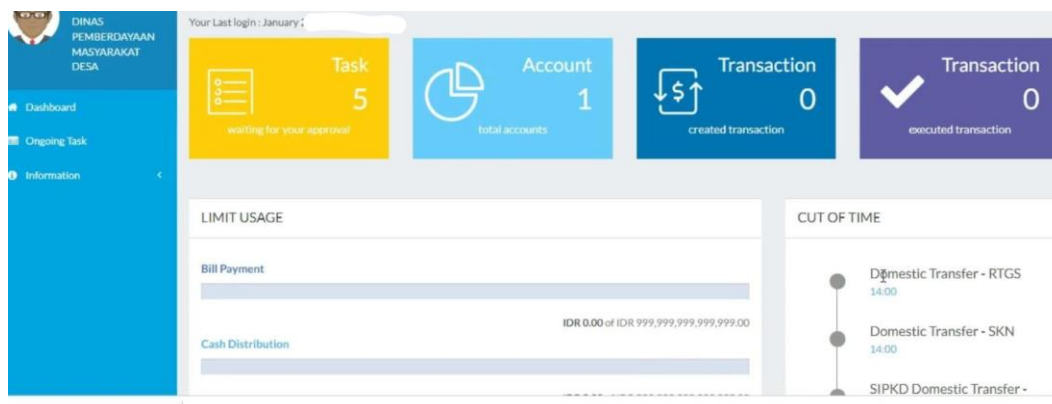 DINAS
PEMBERDAYAAN
MASYARAKAT
DESA
Dashboard
Ongoing Task
Information
Your Last login : January
Task
5
waiting for your approval
Account
1
total accounts
Transaction
0
created transaction
Transaction
0
executed transaction
LIMIT USAGE
Bill Payment
IDR 0.00 of IDR 999,999,999,999,999.00
Cash Distribution
CUT OF TIME
Domestic Transfer - RTGS
14:00
Domestic Transfer - SKN
14:00
SIPKD Domestic Transfer -